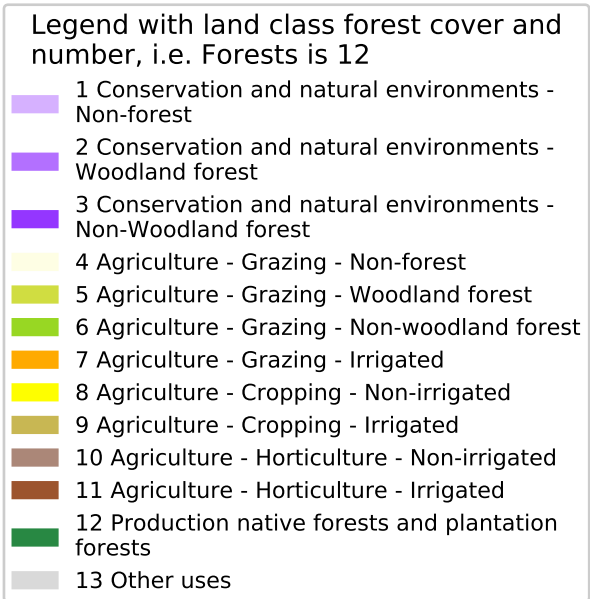 Legend with land class forest cover and
number, i.e. Forests is 12
1 Conservation and natural environments -
Non-forest
2 Conservation and natural environments -
Woodland forest
3 Conservation and natural environments -
Non-Woodland forest
4 Agriculture - Grazing - Non-forest
5 Agriculture - Grazing - Woodland forest
6 Agriculture - Grazing - Non-woodland forest
7 Agriculture - Grazing - Irrigated
8 Agriculture - Cropping - Non-irrigated
9 Agriculture - Cropping - Irrigated
10 Agriculture - Horticulture - Non-irrigated
11 Agriculture - Horticulture - Irrigated
12 Production native forests and plantation
forests
13 Other uses